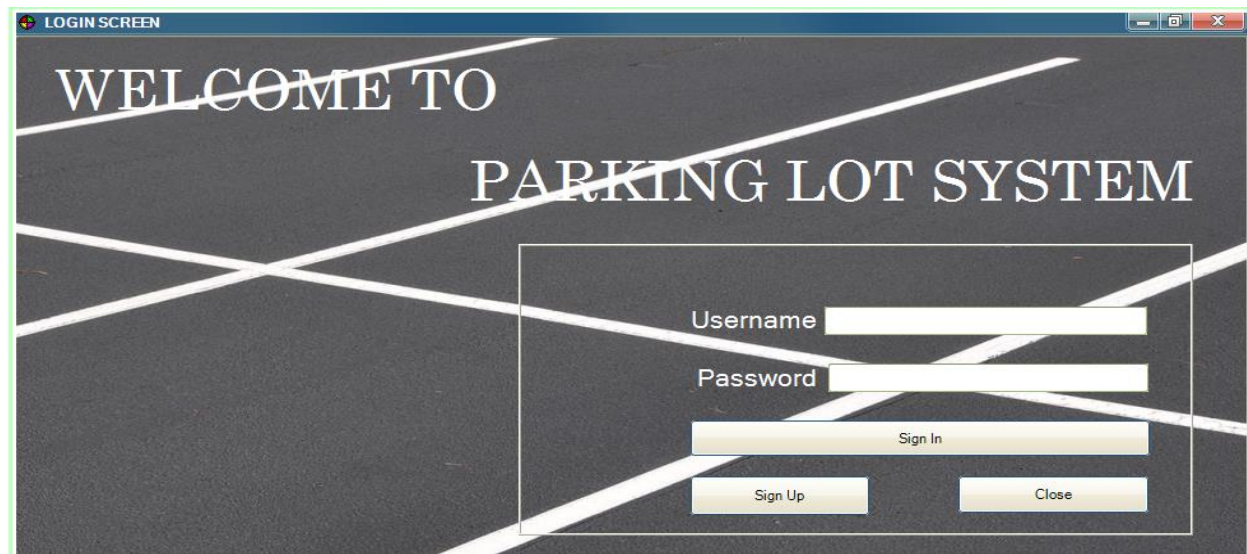 LOGIN SCREEN
WELCOME TO
PARKING LOT SYSTEM
Username
Password
Sign In
Sign Up Close